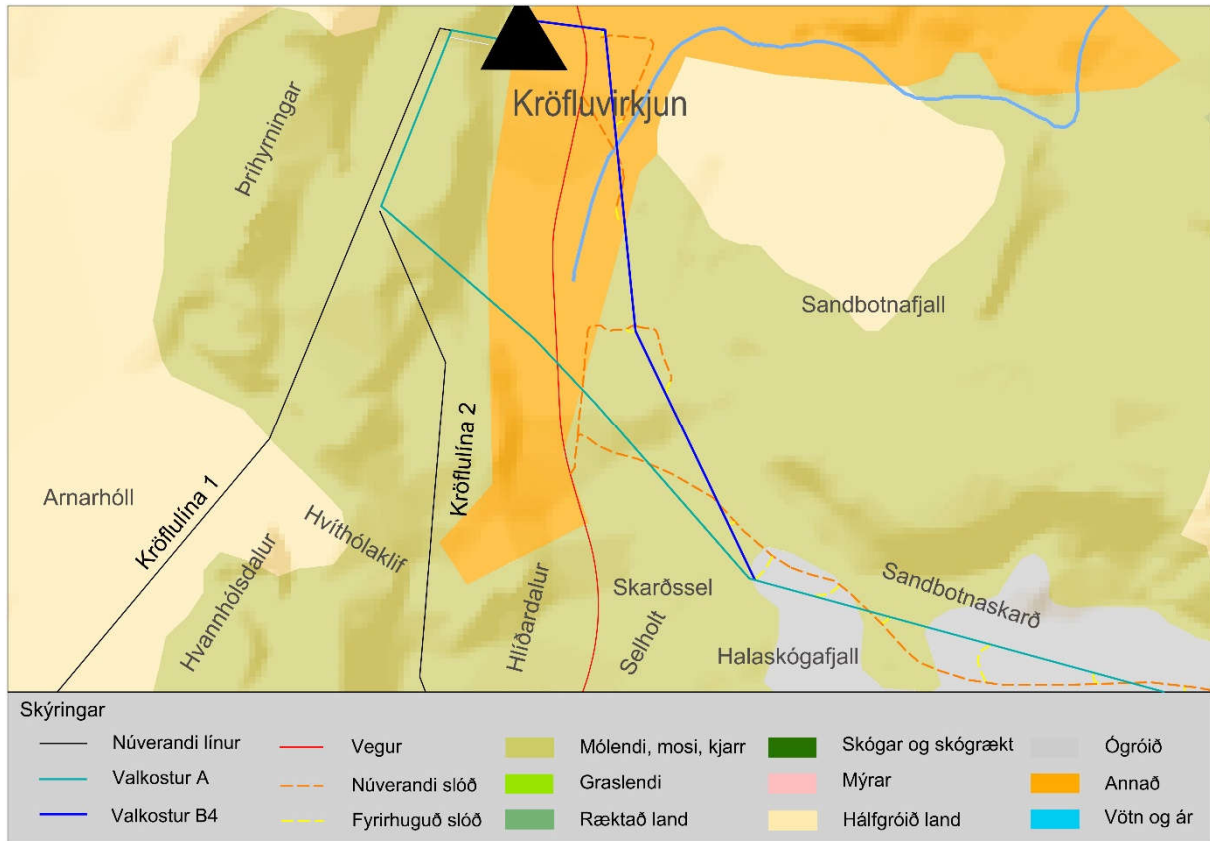 Kröfluvirkjun
Þríhyrningar
Sandbotnafjall
Kröflulína 2
Arnarhóll
Kröflulína 1
Hvíthólaklif
Hvannhólsdalur
Hlíðardalur
Skarðssel
Selholt
Sandbotnaskarð
Halaskógafjall
Skýringar
Núverandi línur
Valkostur A
Valkostur B4
Vegur
Núverandi slóð
Fyrirhuguð slóð
Mólendi, mosi, kjarr
Graslendi
Ræktað land
Skógar og skógrækt
Mýrar
Hálfgróið land
Ógróið
Annað
Vötn og ár